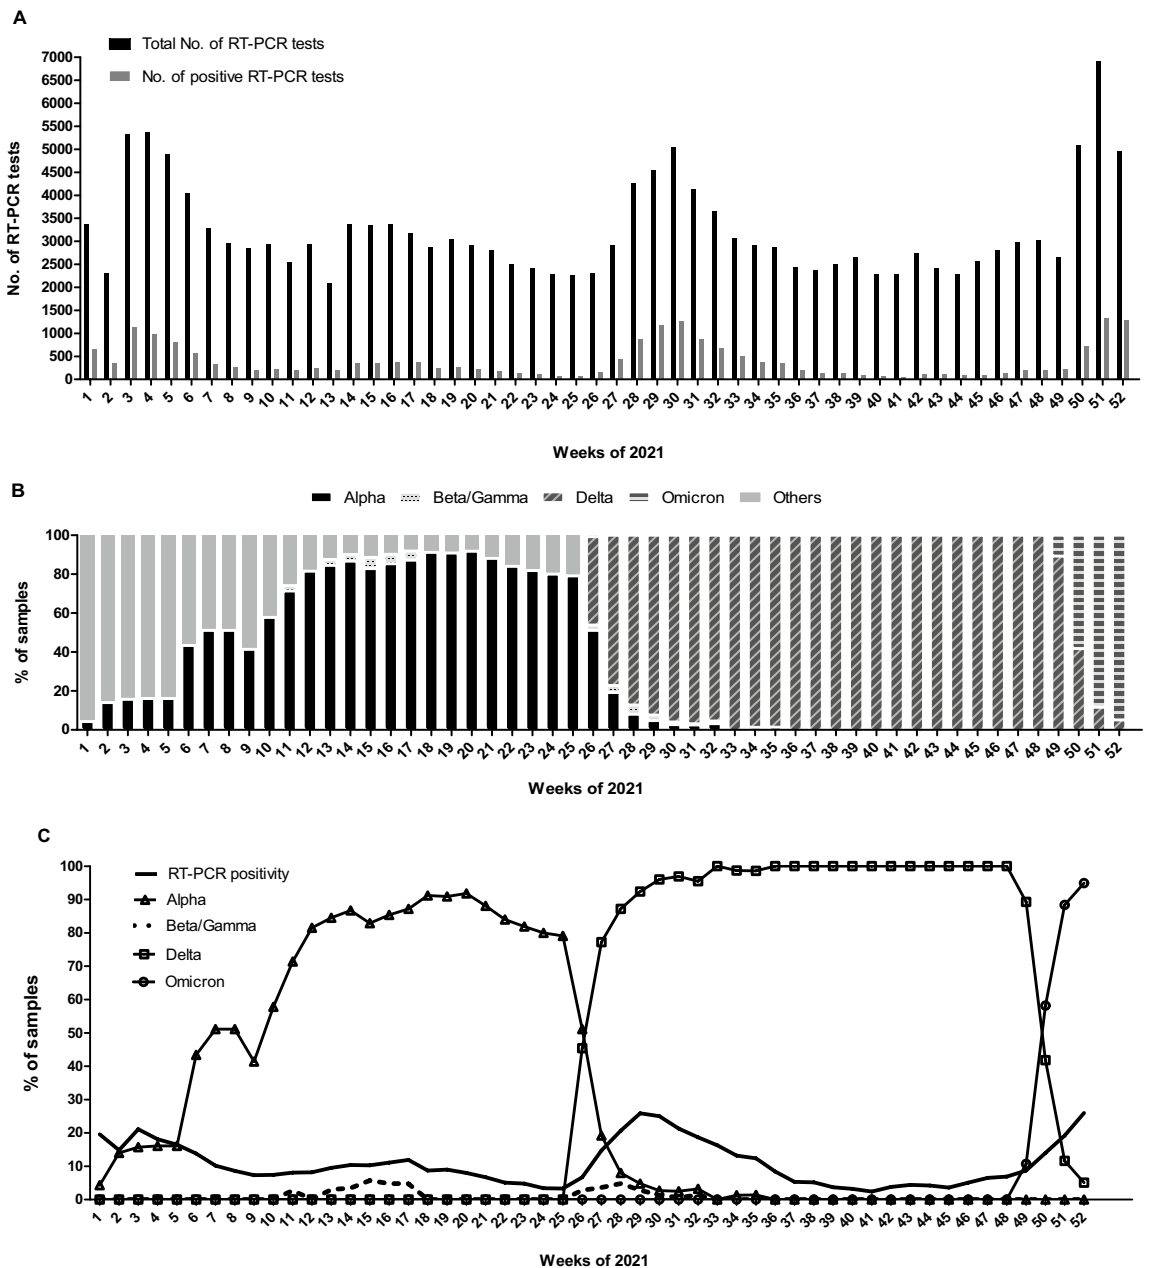 A
Total No. of RT-PCR tests
No. of positive RT-PCR tests
No. of RT-PCR tests
7000
6500
6000
5500
5000
4500
4000
3500
3000
2500
2000
1500
1000
500
0
1 2 3 4 5 6 7 8 9 10 11 12 13 14 15 16 17 18 19 20 21 22 23 24 25 26 27 28 29 30 31 32 33 34 35 36 37 38 39 40 41 42 43 44 45 46 47 48 49 50 51 52
Weeks of 2021
B
Alpha Beta/Gamma Delta Omicron Others
% of samples
100
80
60
40
20
0
1 2 3 4 5 6 7 8 9 10 11 12 13 14 15 16 17 18 19 20 21 22 23 24 25 26 27 28 29 30 31 32 33 34 35 36 37 38 39 40 41 42 43 44 45 46 47 48 49 50 51 52
Weeks of 2021
C
RT-PCR positivity
Alpha
Beta/Gamma
Delta
Omicron
% of samples
100
90
80
70
60
50
40
30
20
10
0
1 2 3 4 5 6 7 8 9 10 11 12 13 14 15 16 17 18 19 20 21 22 23 24 25 26 27 28 29 30 31 32 33 34 35 36 37 38 39 40 41 42 43 44 45 46 47 48 49 50 51 52
Weeks of 2021